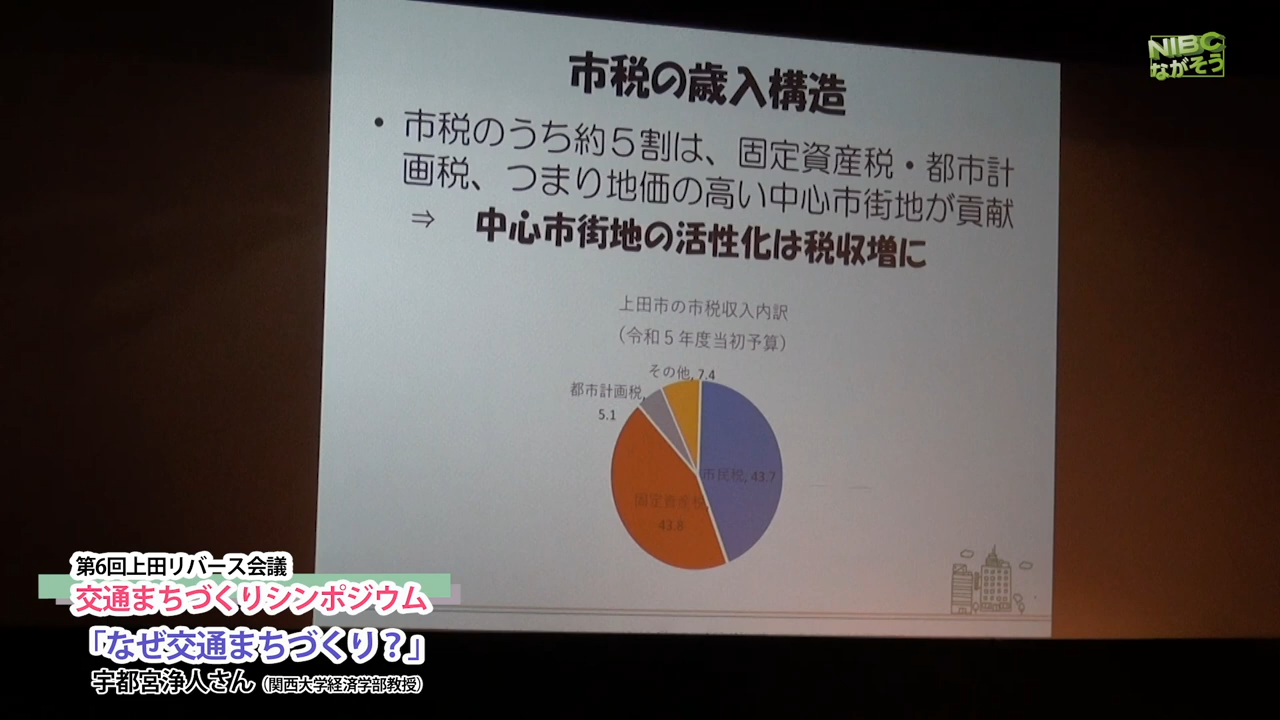 NIBC
ながそう
市税の歳入構造
• 市税のうち約５割は、固定資産税・都市計
画税、つまり地価の高い中心市街地が貢献
⇒ 中心市街地の活性化は税収増に
上田市の市税収入内訳
（令和５年度当初予算）
その他, 7.4
都市計画税,
5.1
市民税, 43.7
固定資産税,
43.8
第6回上田リバース会議
交通まちづくりシンポジウム
「なぜ交通まちづくり？」
宇都宮浄人さん（関西大学経済学部教授）